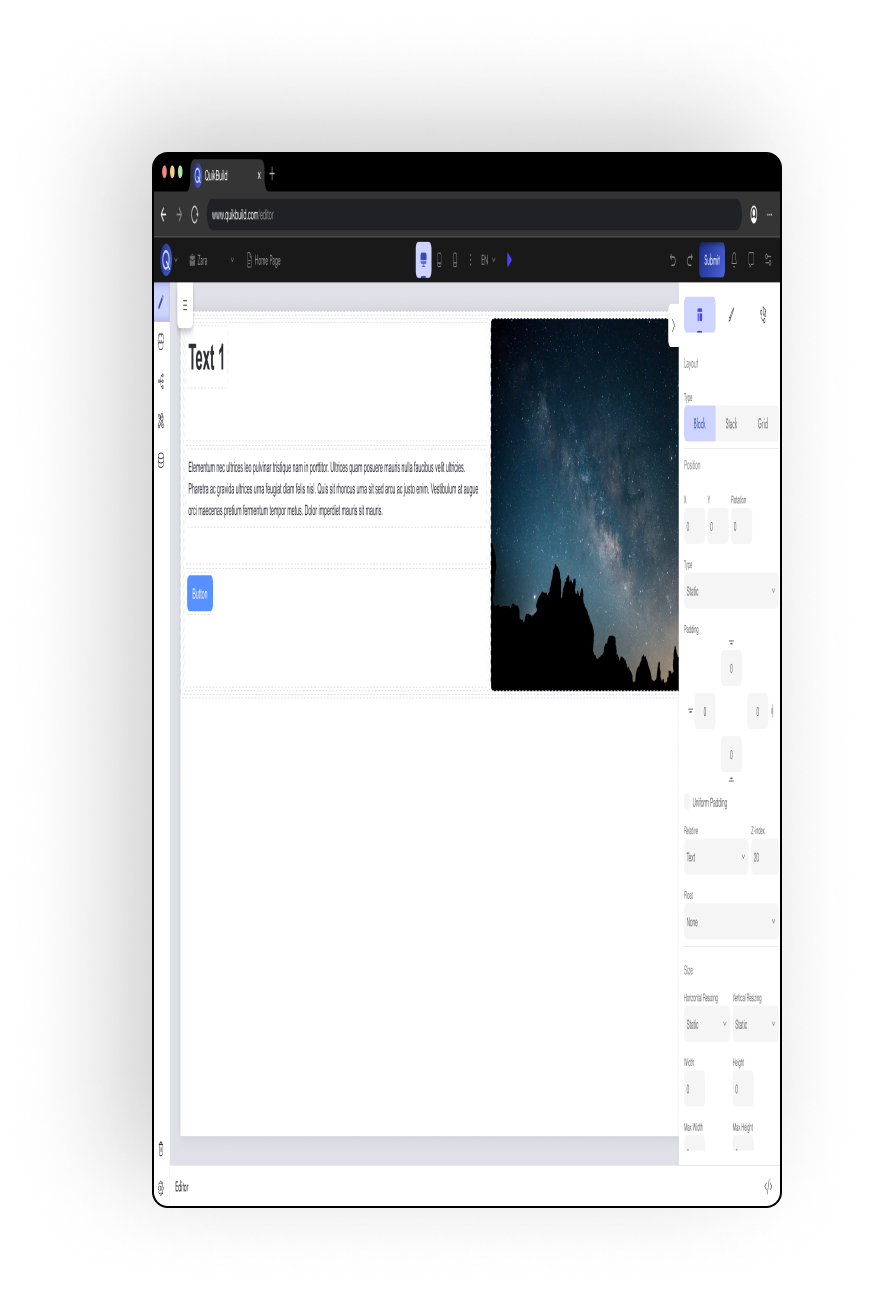 QuikBuild
x
www.quikbuild.com/editor
Zara
Home Page
EN
Submit
Text 1
Elementum nec ultrices leo pulvinar tristique nam in porttitor. Ultrices quam posuere mauris nulla faucibus velit ultricies.
Pharetra ac gravida ultrices urna feugiat diam felis nisl. Quis sit rhoncus urna sit sed arcu ac justo enim. Vestibulum at augue
orci maecenas pretium fermentum tempor metus. Dolor imperdiet mauris sit mauris.
Button
Layout
Type
Block Stack Grid
Position
X Y Rotation
0 0 0
Type
Static
Padding
0
0 0
0
Uniform Padding
Relative Z-index
Text 20
Float
None
Size
Horizontal Resizing Vertical Resizing
Static Static
Width Height
0 0
Max Width Max Height
Editor